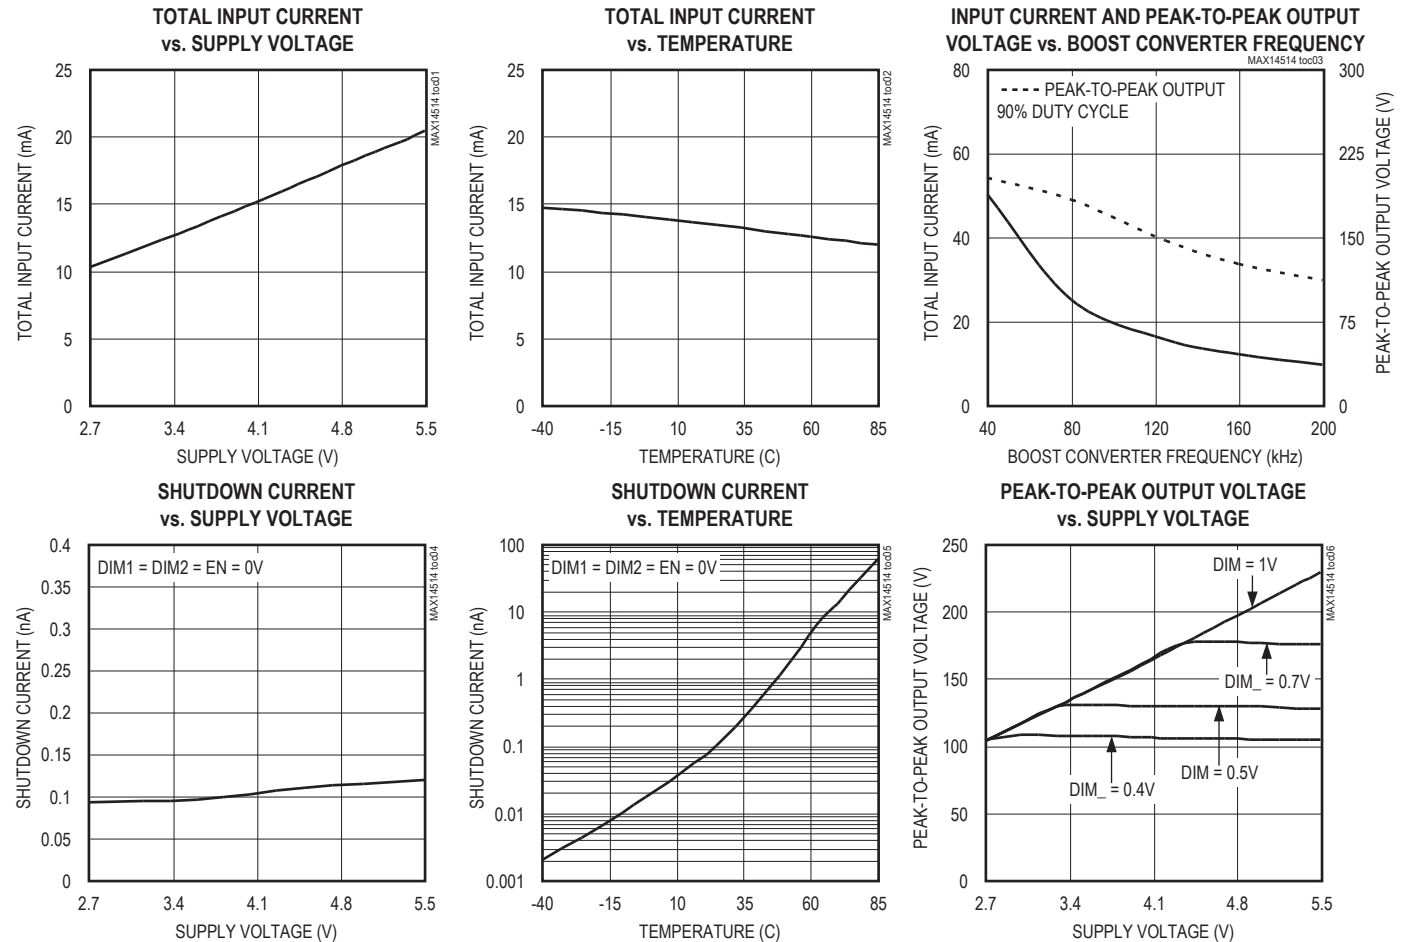 TOTAL INPUT CURRENT
vs. SUPPLY VOLTAGE
MAX14514 toc01
TOTAL INPUT CURRENT (mA)
25
20
15
10
5
0
2.7 3.4 4.1 4.8 5.5
SUPPLY VOLTAGE (V)
TOTAL INPUT CURRENT
vs. TEMPERATURE
MAX14514 toc02
TOTAL INPUT CURRENT (mA)
25
20
15
10
5
0
-40 -15 10 35 60 85
TEMPERATURE (C)
INPUT CURRENT AND PEAK-TO-PEAK OUTPUT
VOLTAGE vs. BOOST CONVERTER FREQUENCY
MAX14514 toc03
PEAK-TO-PEAK OUTPUT
90% DUTY CYCLE
TOTAL INPUT CURRENT (mA)
80
60
40
20
0
300
225
150
75
0
PEAK-TO-PEAK OUTPUT VOLTAGE (V)
40 80 120 160 200
BOOST CONVERTER FREQUENCY (kHz)
SHUTDOWN CURRENT
vs. SUPPLY VOLTAGE
MAX14514 toc04
DIM1 = DIM2 = EN = 0V
SHUTDOWN CURRENT (nA)
0.4
0.35
0.3
0.25
0.2
0.15
0.1
0.05
0
2.7 3.4 4.1 4.8 5.5
SUPPLY VOLTAGE (V)
SHUTDOWN CURRENT
vs. TEMPERATURE
MAX14514 toc05
DIM1 = DIM2 = EN = 0V
SHUTDOWN CURRENT (nA)
100
10
1
0.1
0.01
0.001
-40 -15 10 35 60 85
TEMPERATURE (C)
PEAK-TO-PEAK OUTPUT VOLTAGE
vs. SUPPLY VOLTAGE
MAX14514 toc06
PEAK-TO-PEAK OUTPUT VOLTAGE (V)
250
200
150
100
50
0
DIM = 1V
DIM_ = 0.7V
DIM = 0.5V
DIM_ = 0.4V
2.7 3.4 4.1 4.8 5.5
SUPPLY VOLTAGE (V)